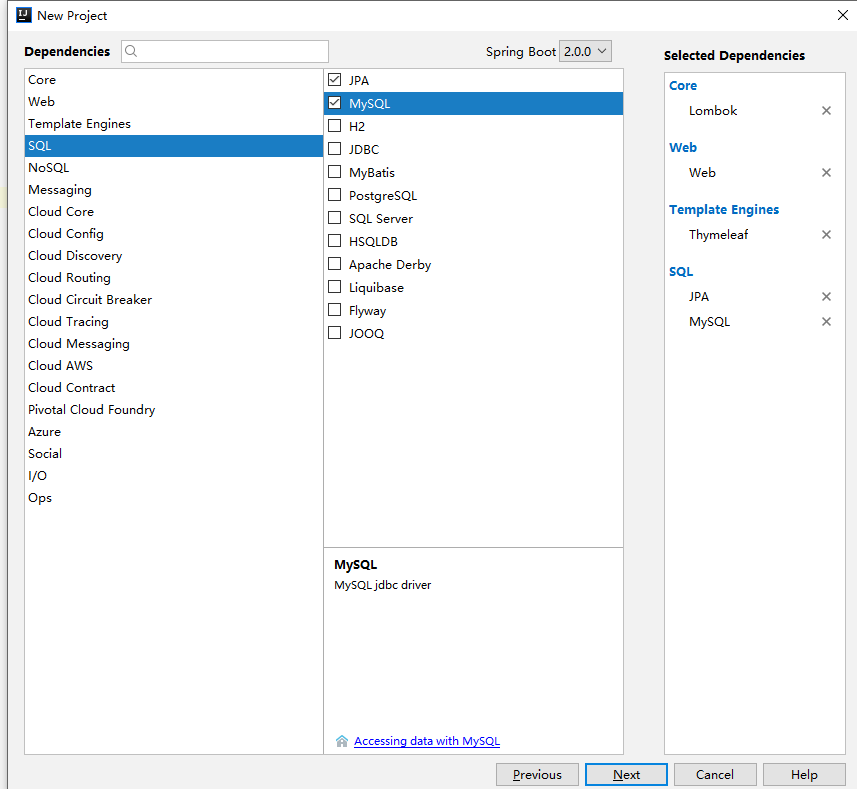 New Project
Dependencies
Spring Boot 2.0.0
Core
Web
Template Engines
SQL
NoSQL
Messaging
Cloud Core
Cloud Config
Cloud Discovery
Cloud Routing
Cloud Circuit Breaker
Cloud Tracing
Cloud Messaging
Cloud AWS
Cloud Contract
Pivotal Cloud Foundry
Azure
Social
I/O
Ops
JPA
MySQL
H2
JDBC
MyBatis
PostgreSQL
SQL Server
HSQLDB
Apache Derby
Liquibase
Flyway
JOOQ
MySQL
MySQL jdbc driver
Accessing data with MySQL
Selected Dependencies
Core
Lombok
Web
Web
Template Engines
Thymeleaf
SQL
JPA
MySQL
Previous
Next
Cancel
Help